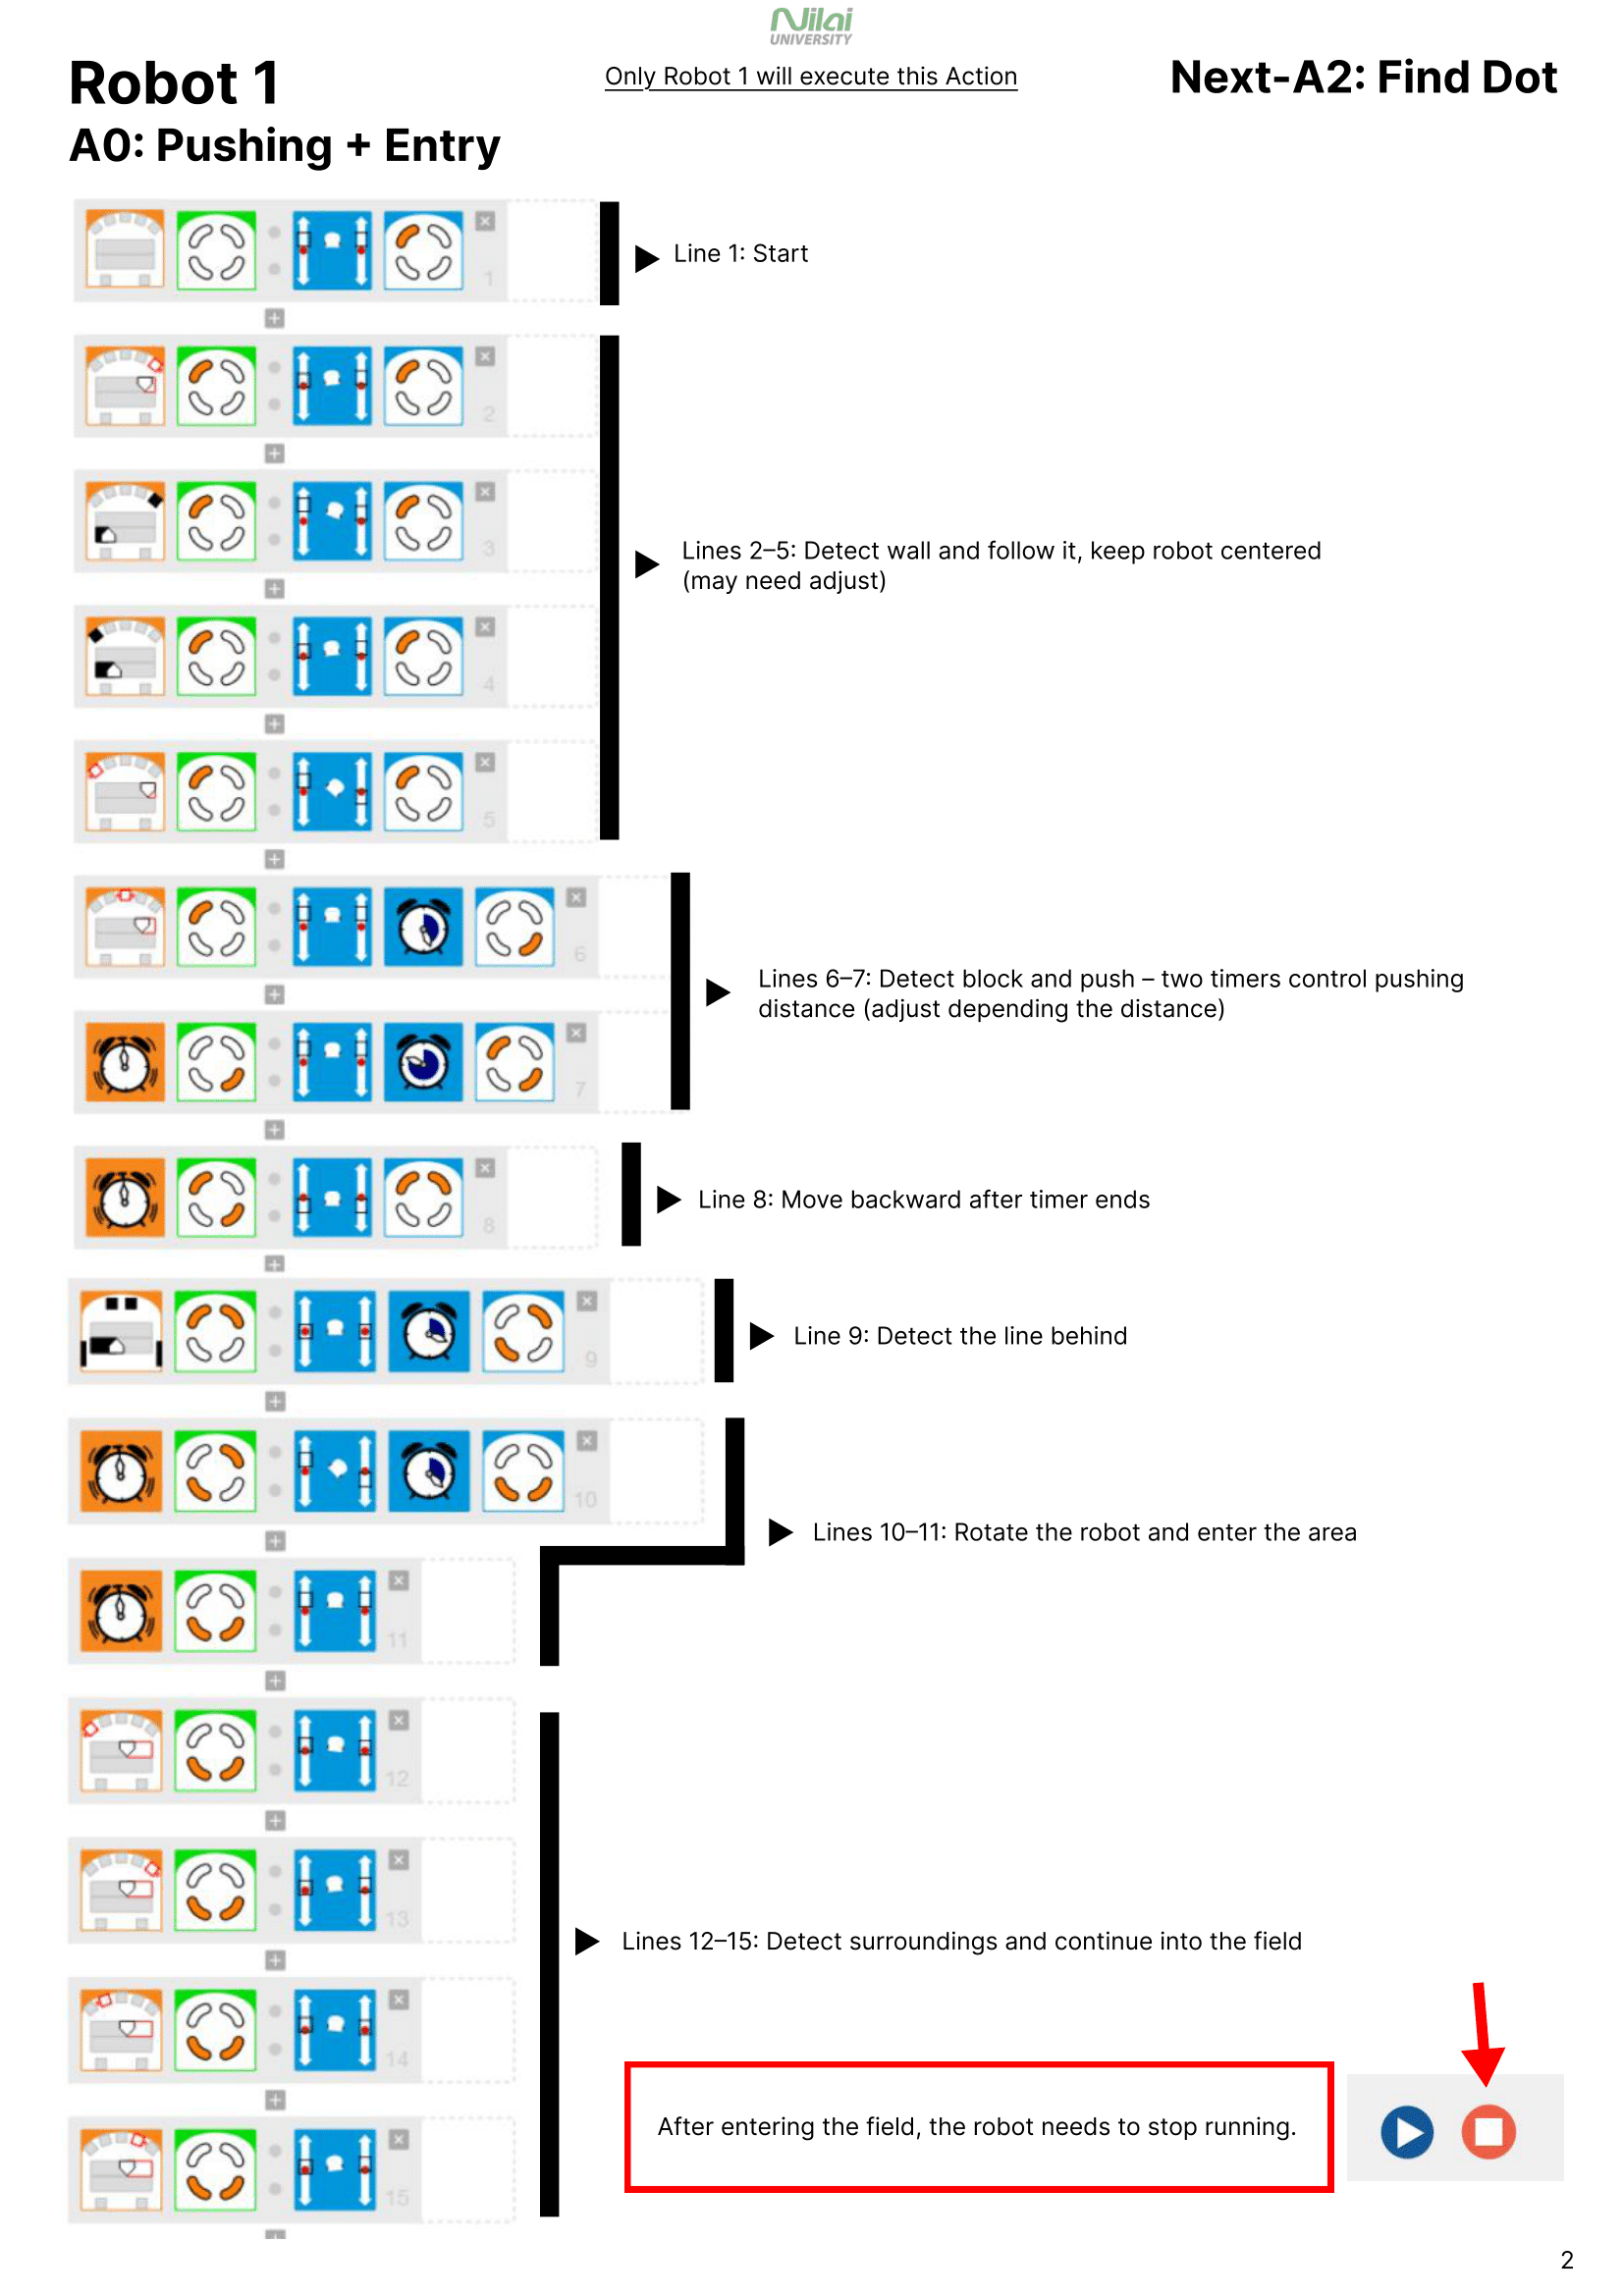 Nilai
UNIVERSITY
Robot 1
Only Robot 1 will execute this Action
Next-A2: Find Dot
A0: Pushing + Entry
1
Line 1: Start
2
3
Lines 2–5: Detect wall and follow it, keep robot centered
(may need adjust)
4
5
6
Lines 6–7: Detect block and push – two timers control pushing
distance (adjust depending the distance)
7
8
Line 8: Move backward after timer ends
9
Line 9: Detect the line behind
10
Lines 10–11: Rotate the robot and enter the area
11
12
13
Lines 12–15: Detect surroundings and continue into the field
14
After entering the field, the robot needs to stop running.
15
2